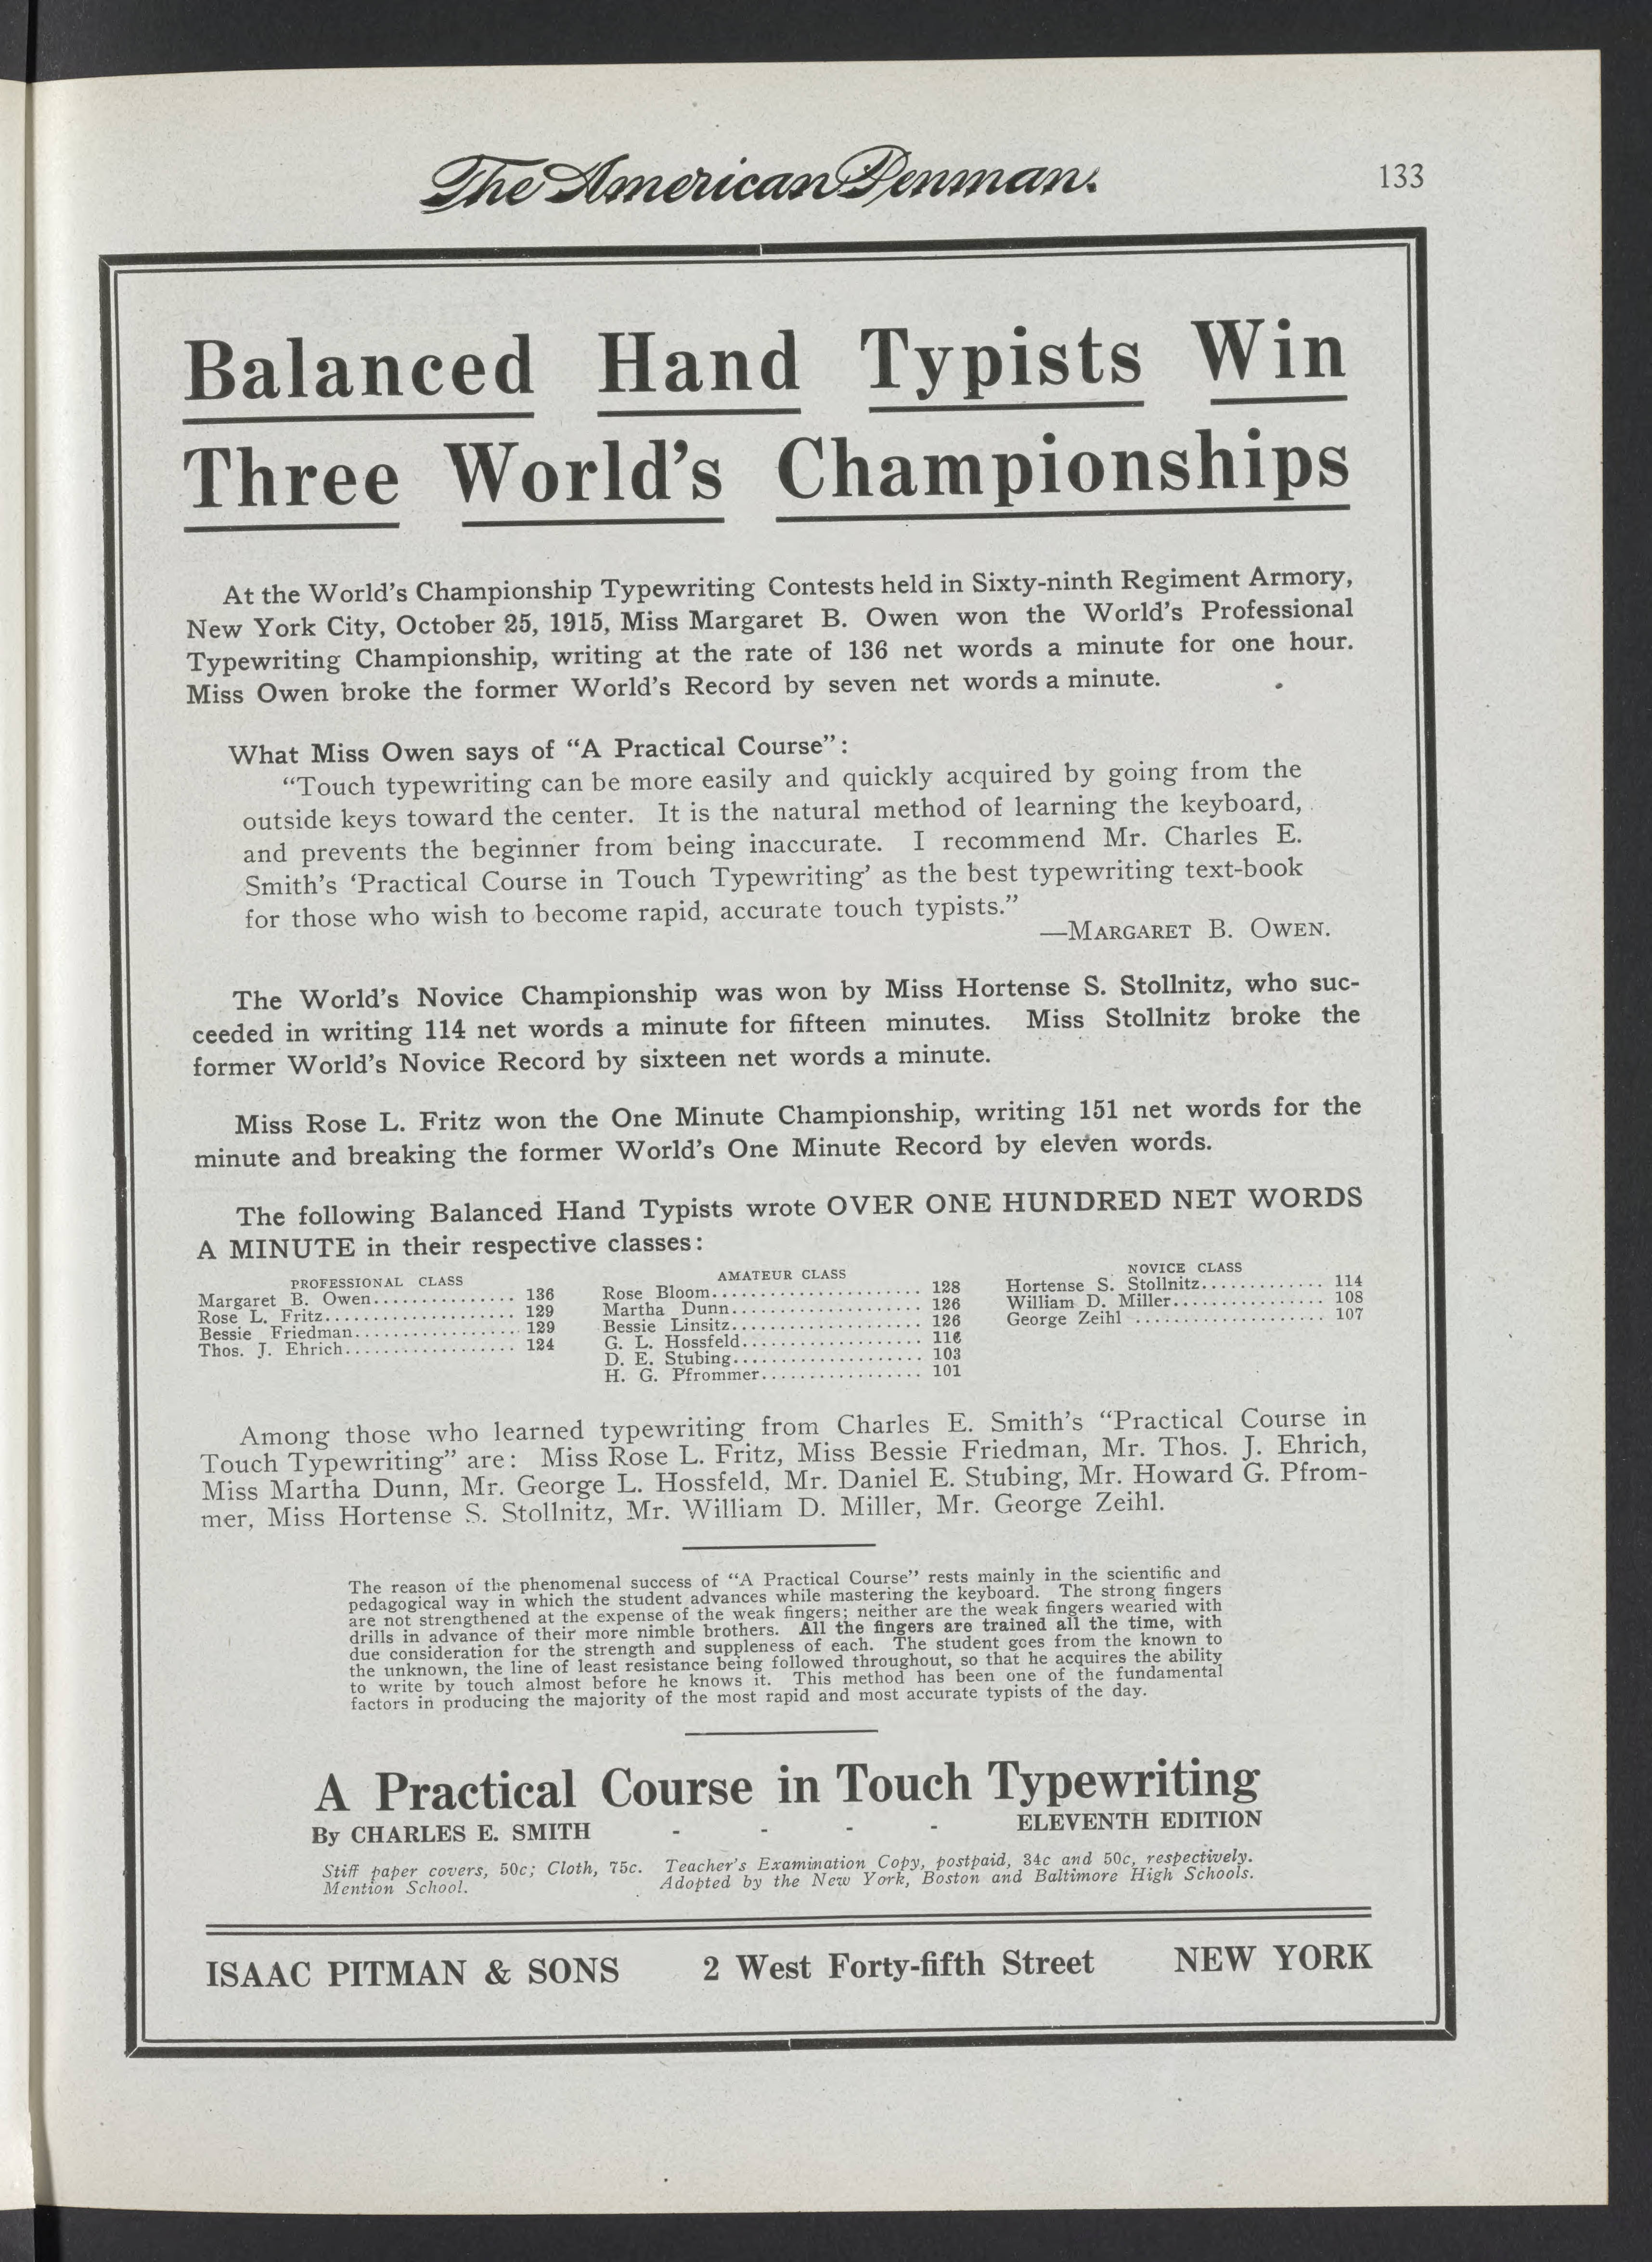 The American Penman.
133
Balanced Hand Typists Win
Three World's Championships
At the World's Championship Typewriting Contests held in Sixty-ninth Regiment Armory,
New York City, October 25, 1915, Miss Margaret B. Owen won the World's Professional
Typewriting Championship, writing at the rate of 136 net words a minute for one hour.
Miss Owen broke the former World's Record by seven net words a minute.
What Miss Owen says of "A Practical Course":
"Touch typewriting can be more easily and quickly acquired by going from the
outside keys toward the center. It is the natural method of learning the keyboard,
and prevents the beginner from being inaccurate. I recommend Mr. Charles E.
Smith's 'Practical Course in Touch Typewriting' as the best typewriting text-book
for those who wish to become rapid, accurate touch typists."
—MARGARET B. OWEN.
The World's Novice Championship was won by Miss Hortense S. Stollnitz, who suc-
ceeded in writing 114 net words a minute for fifteen minutes. Miss Stollnitz broke the
former World's Novice Record by sixteen net words a minute.
Miss Rose L. Fritz won the One Minute Championship, writing 151 net words for the
minute and breaking the former World's One Minute Record by eleven words.
The following Balanced Hand Typists wrote OVER ONE HUNDRED NET WORDS
A MINUTE in their respective classes:
PROFESSIONAL CLASS
Margaret B. Owen............... 136
Rose L. Fritz.................... 129
Bessie Friedman................. 129
Thos. J. Ehrich.................. 124
AMATEUR CLASS
Rose Bloom...................... 128
Martha Dunn.................... 126
Bessie Linsitz.................... 126
G. L. Hossfeld................... 116
D. E. Stubing.................... 103
H. G. Pfrommer................. 101
NOVICE CLASS
Hortense S. Stollnitz............. 114
William D. Miller................ 108
George Zeihl .................... 107
Among those who learned typewriting from Charles E. Smith's "Practical Course in
Touch Typewriting" are: Miss Rose L. Fritz, Miss Bessie Friedman, Mr. Thos. J. Ehrich,
Miss Martha Dunn, Mr. George L. Hossfeld, Mr. Daniel E. Stubing, Mr. Howard G. Pfrom-
mer, Miss Hortense S. Stollnitz, Mr. William D. Miller, Mr. George Zeihl.
The reason of the phenomenal success of "A Practical Course" rests mainly in the scientific and
pedagogical way in which the student advances while mastering the keyboard. The strong fingers
are not strengthened at the expense of the weak fingers; neither are the weak fingers wearied with
drills in advance of their more nimble brothers. All the fingers are trained all the time, with
due consideration for the strength and suppleness of each. The student goes from the known to
the unknown, the line of least resistance being followed throughout, so that he acquires the ability
to write by touch almost before he knows it. This method has been one of the fundamental
factors in producing the majority of the most rapid and most accurate typists of the day.
A Practical Course in Touch Typewriting
By CHARLES E. SMITH - - - - ELEVENTH EDITION
Stiff paper covers, 50c; Cloth, 75c. Teacher's Examination Copy, postpaid, 34c and 50c, respectively.
Mention School. Adopted by the New York, Boston and Baltimore High Schools.
ISAAC PITMAN & SONS 2 West Forty-fifth Street NEW YORK